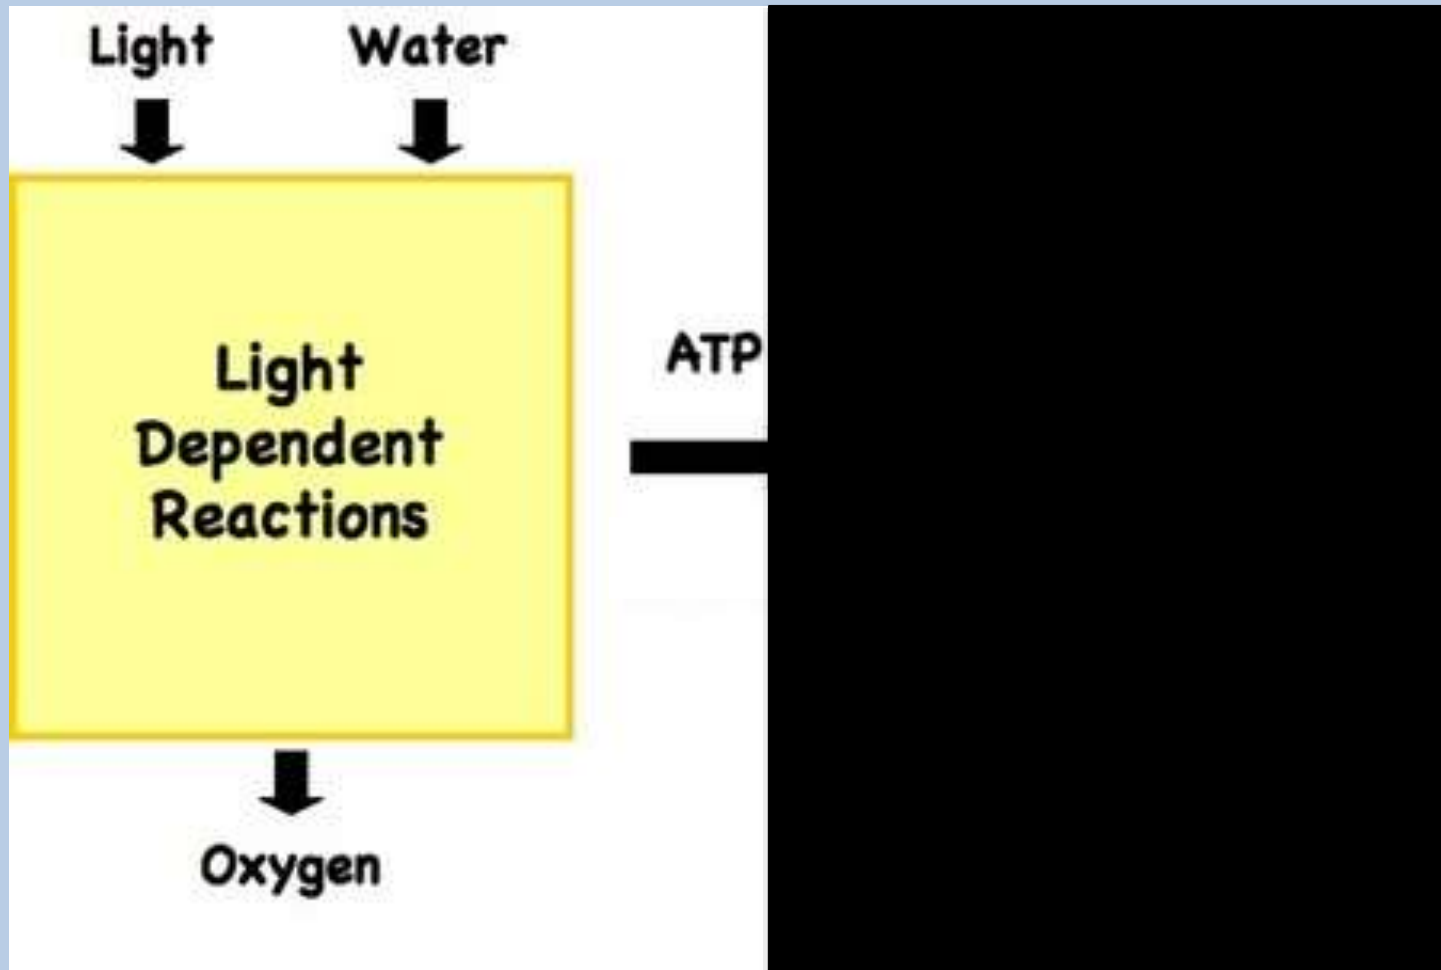 Light
Water
Light
Dependent
Reactions
ATP
Oxygen